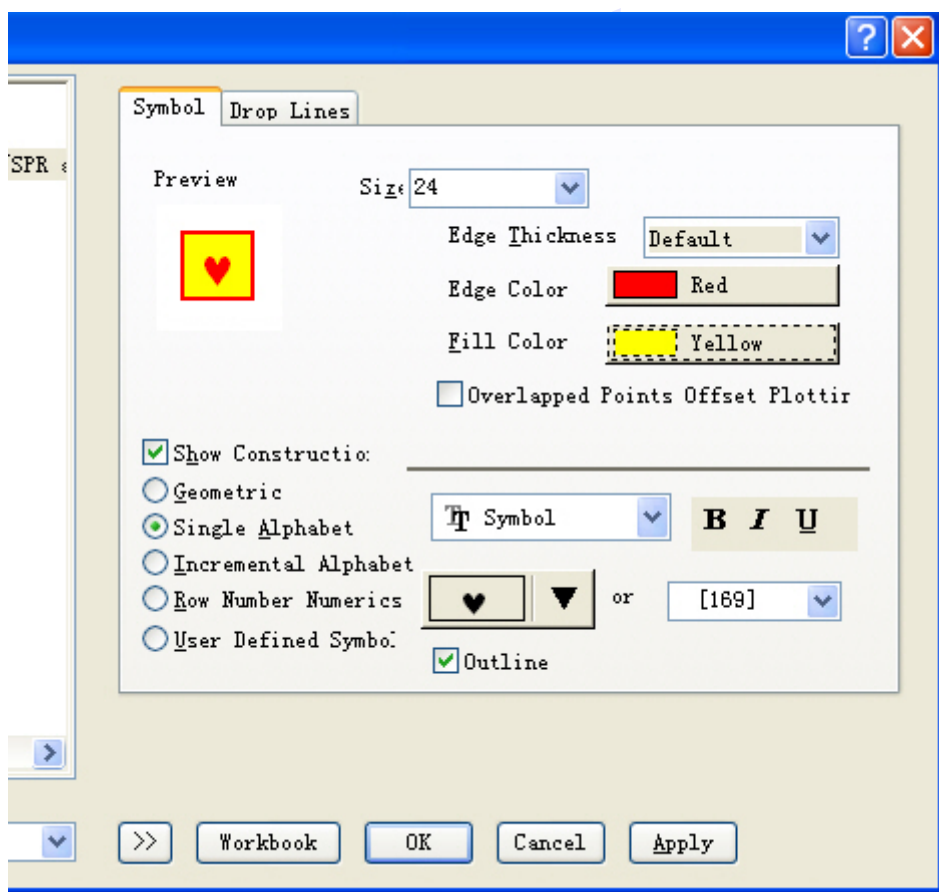 Symbol Drop Lines
SPR
Preview
Size 24
Edge Thickness Default
Edge Color Red
Fill Color Yellow
Overlapped Points Offset Plottin
Show Constructio
Geometric
Single Alphabet
Symbol B I U
Incremental Alphabet
Row Number Numerics
or [169]
User Defined Symbol
Outline
>> Workbook OK Cancel Apply